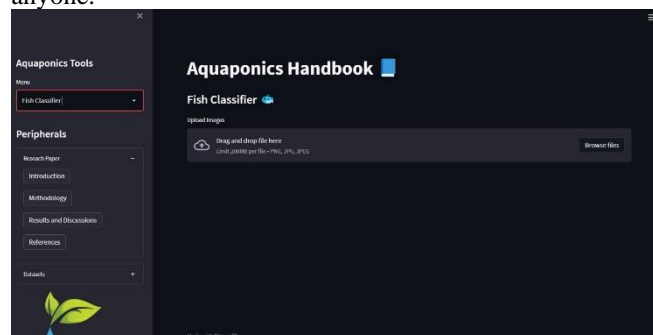 anyone.
×
Aquaponics Tools
Menu
Fish Classifier
Peripherals
Reseach Paper
Introduction
Methodology
Results and Discussions
References
Datasets
Aquaponics Handbook
Fish Classifier
Upload Images
Drag and drop file here
Limit 200MB per file • PNG, JPG, JPEG
Browse files